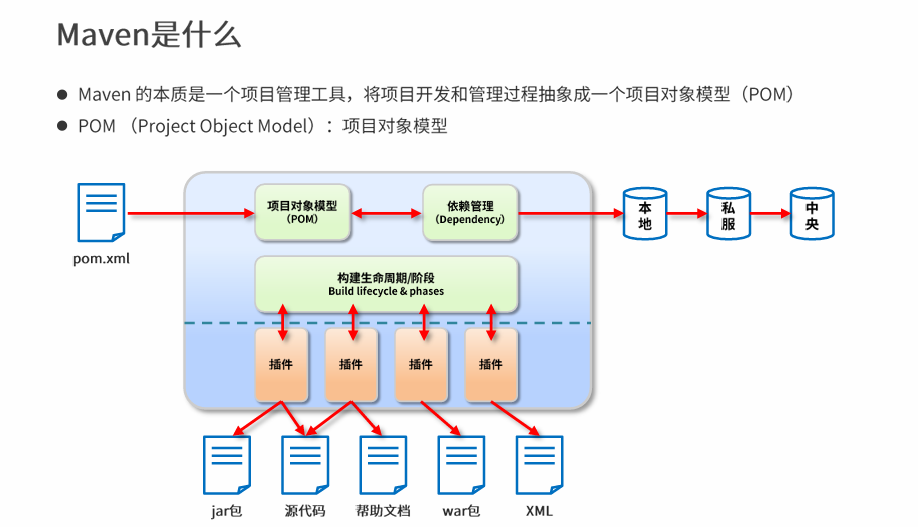 Maven是什么
Maven 的本质是一个项目管理工具，将项目开发和管理过程抽象成一个项目对象模型（POM）
POM （Project Object Model）：项目对象模型
pom.xml
项目对象模型
（POM）
依赖管理
（Dependency）
本
地
私
服
中
央
构建生命周期/阶段
Build lifecycle & phases
插件
插件
插件
插件
jar包
源代码
帮助文档
war包
XML